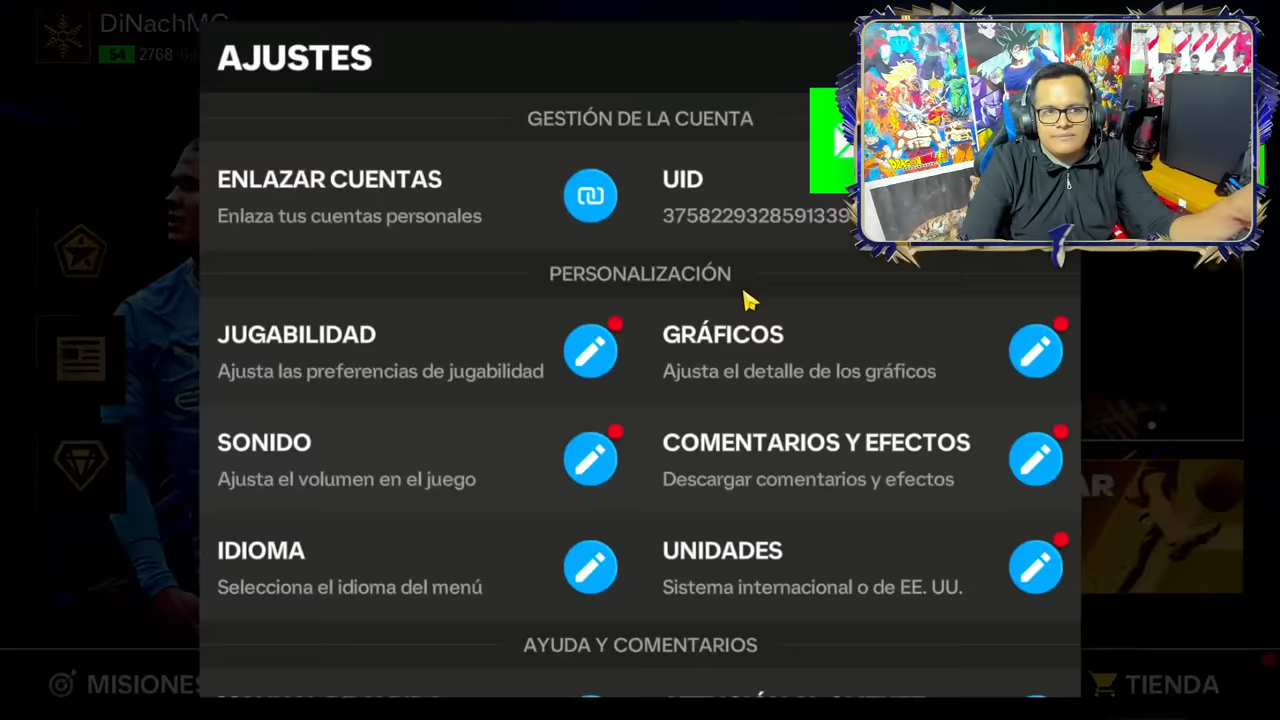 DiNachMG
54 2768
AJUSTES
GESTIÓN DE LA CUENTA
ENLAZAR CUENTAS
Enlaza tus cuentas personales
UID
3758229328591339
PERSONALIZACIÓN
JUGABILIDAD
Ajusta las preferencias de jugabilidad
GRÁFICOS
Ajusta el detalle de los gráficos
SONIDO
Ajusta el volumen en el juego
COMENTARIOS Y EFECTOS
Descargar comentarios y efectos
IDIOMA
Selecciona el idioma del menú
UNIDADES
Sistema internacional o de EE. UU.
AYUDA Y COMENTARIOS
MISIONES
TIENDA
AR
DRAGON